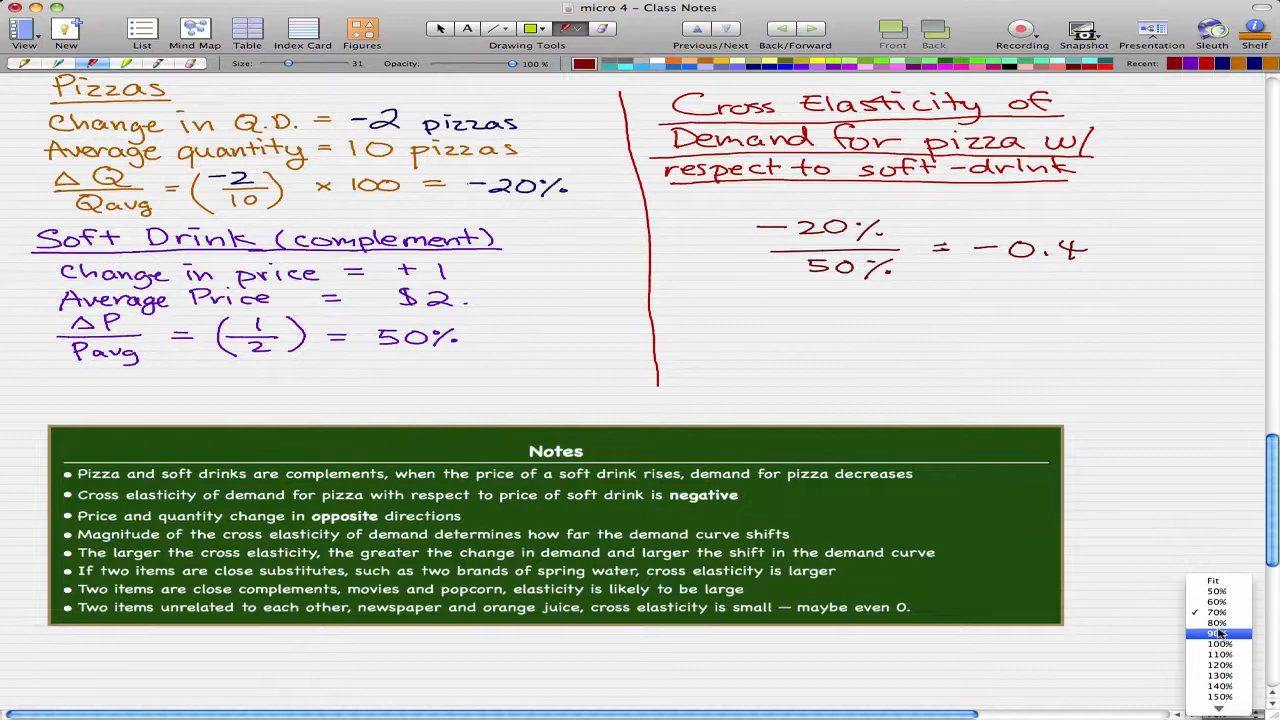 micro 4 - Class Notes
View New List Mind Map Table Index Card Figures Drawing Tools Previous/Next Back/Forward Front Back Recording Snapshot Presentation Sleuth Shelf
Size: 31 Opacity: 100 % Recent:
Pizzas
Change in Q.D. = -2 pizzas
Average quantity = 10 pizzas
ΔQ / Qavg = (-2 / 10) × 100 = -20%
Soft Drink (complement)
Change in price = + 1
Average Price = $2.
ΔP / Pavg = (1 / 2) = 50%
Cross Elasticity of
Demand for pizza w/
respect to soft-drink
-20% / 50% = -0.4
Notes
• Pizza and soft drinks are complements, when the price of a soft drink rises, demand for pizza decreases
• Cross elasticity of demand for pizza with respect to price of soft drink is negative
• Price and quantity change in opposite directions
• Magnitude of the cross elasticity of demand determines how far the demand curve shifts
• The larger the cross elasticity, the greater the change in demand and larger the shift in the demand curve
• If two items are close substitutes, such as two brands of spring water, cross elasticity is larger
• Two items are close complements, movies and popcorn, elasticity is likely to be large
• Two items unrelated to each other, newspaper and orange juice, cross elasticity is small — maybe even 0.
Fit
50%
60%
✓ 70%
80%
90%
100%
110%
120%
130%
140%
150%